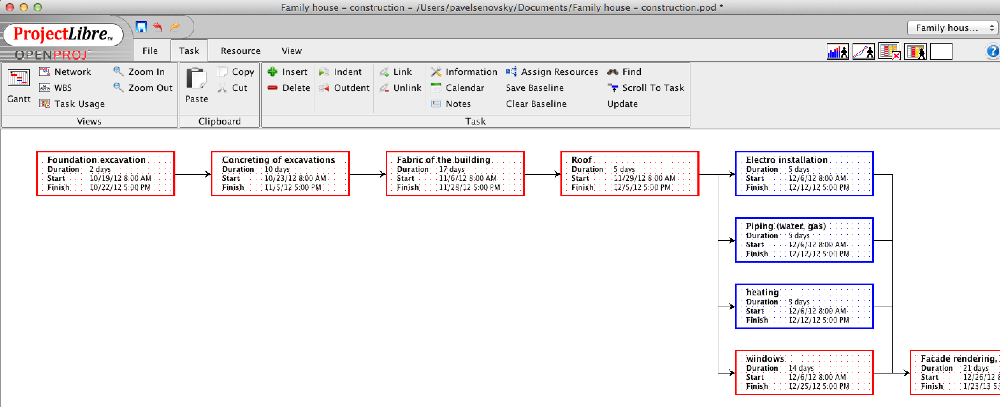 Family house – construction – /Users/pavelsenovsky/Documents/Family house – construction.pod *
ProjectLibre™
OPENPROJ
Family hous...
File Task Resource View
Gantt
Network
WBS
Task Usage
Zoom In
Zoom Out
Views
Paste
Copy
Cut
Clipboard
Insert
Delete
Indent
Outdent
Link
Unlink
Information
Calendar
Notes
Assign Resources
Save Baseline
Clear Baseline
Find
Scroll To Task
Update
Task
Foundation excavation
Duration 2 days
Start 10/19/12 8:00 AM
Finish 10/22/12 5:00 PM
Concreting of excavations
Duration 10 days
Start 10/23/12 8:00 AM
Finish 11/5/12 5:00 PM
Fabric of the building
Duration 17 days
Start 11/6/12 8:00 AM
Finish 11/28/12 5:00 PM
Roof
Duration 5 days
Start 11/29/12 8:00 AM
Finish 12/5/12 5:00 PM
Electro installation
Duration 5 days
Start 12/6/12 8:00 AM
Finish 12/12/12 5:00 PM
Piping (water, gas)
Duration 5 days
Start 12/6/12 8:00 AM
Finish 12/12/12 5:00 PM
heating
Duration 5 days
Start 12/6/12 8:00 AM
Finish 12/12/12 5:00 PM
windows
Duration 14 days
Start 12/6/12 8:00 AM
Finish 12/25/12 5:00 PM
Facade rendering,
Duration 21 days
Start 12/26/12
Finish 1/23/13